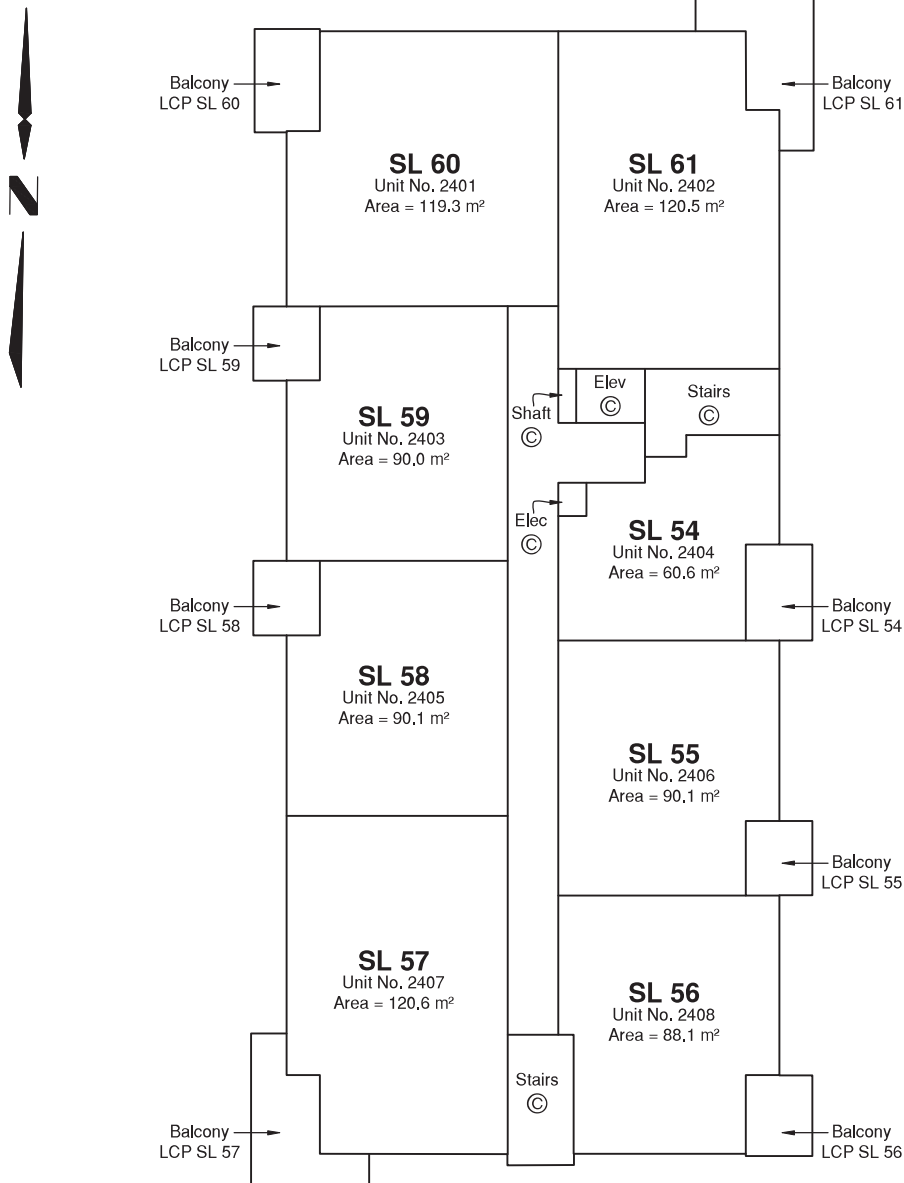 N
Balcony
LCP SL 60
SL 60
Unit No. 2401
Area = 119.3 m²
SL 61
Unit No. 2402
Area = 120.5 m²
Balcony
LCP SL 61
Balcony
LCP SL 59
SL 59
Unit No. 2403
Area = 90.0 m²
Shaft
©
Elev
©
Stairs
©
Elec
©
SL 54
Unit No. 2404
Area = 60.6 m²
Balcony
LCP SL 54
Balcony
LCP SL 58
SL 58
Unit No. 2405
Area = 90.1 m²
SL 55
Unit No. 2406
Area = 90.1 m²
Balcony
LCP SL 55
SL 57
Unit No. 2407
Area = 120.6 m²
SL 56
Unit No. 2408
Area = 88.1 m²
Stairs
©
Balcony
LCP SL 57
Balcony
LCP SL 56